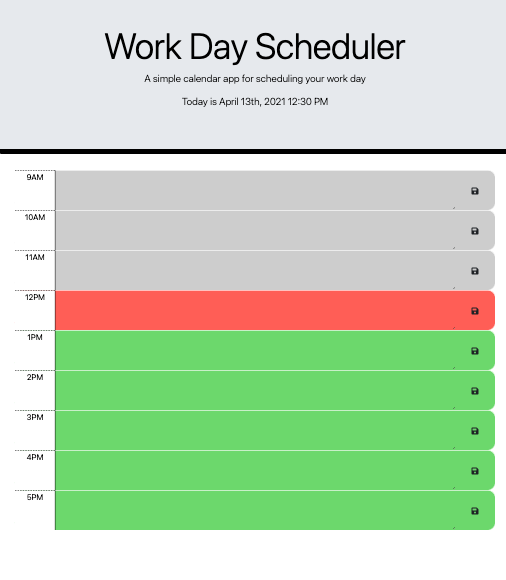 Work Day Scheduler
A simple calendar app for scheduling your work day
Today is April 13th, 2021 12:30 PM
9AM
10AM
11AM
12PM
1PM
2PM
3PM
4PM
5PM